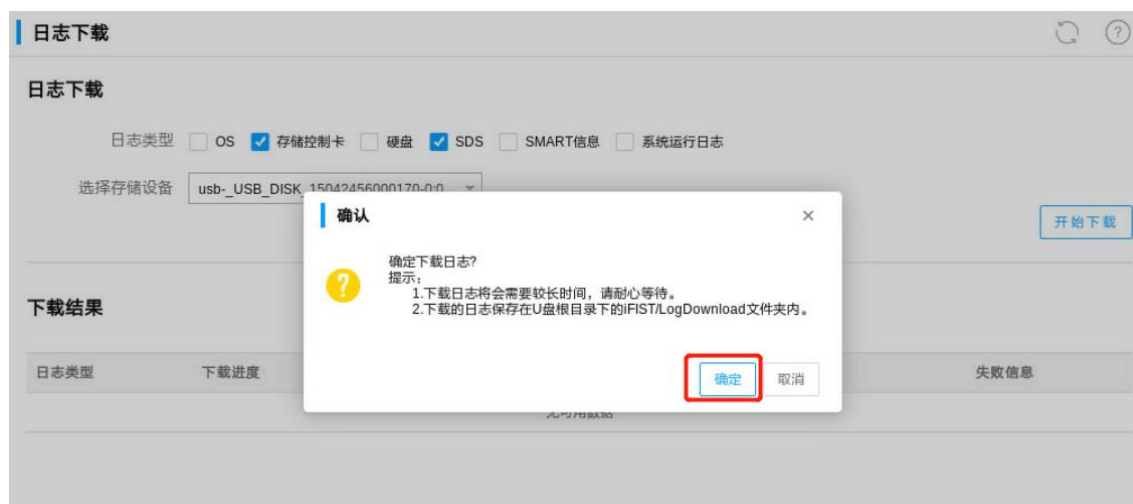 日志下载
日志下载
日志类型 OS 存储控制卡 硬盘 SDS SMART信息 系统运行日志
选择存储设备 usb-_USB_DISK_15042456000170-0:0
开始下载
确认
确定下载日志?
提示:
1.下载日志将会需要较长时间，请耐心等待。
2.下载的日志保存在U盘根目录下的iFIST/LogDownload文件夹内。
确定 取消
下载结果
日志类型 下载进度 失败信息
无可用数据